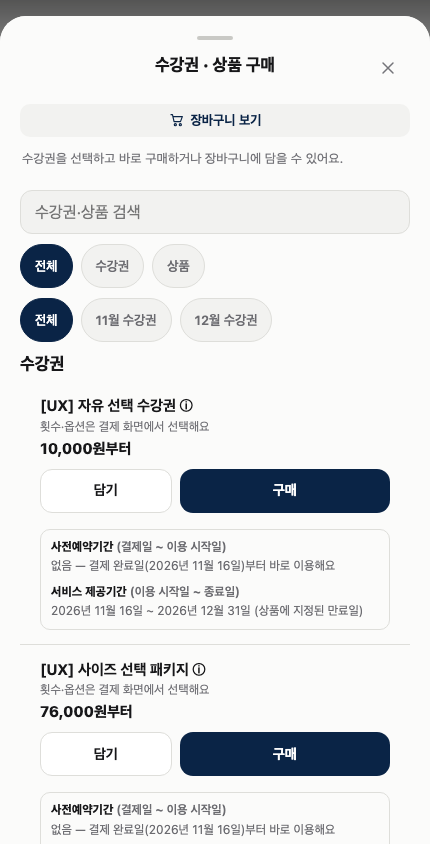 수강권 · 상품 구매
장바구니 보기
수강권을 선택하고 바로 구매하거나 장바구니에 담을 수 있어요.
수강권·상품 검색
전체 수강권 상품
전체 11월 수강권 12월 수강권
수강권
[UX] 자유 선택 수강권 ⓘ
횟수·옵션은 결제 화면에서 선택해요
10,000원부터
담기 구매
사전예약기간 (결제일 ~ 이용 시작일)
없음 — 결제 완료일(2026년 11월 16일)부터 바로 이용해요
서비스 제공기간 (이용 시작일 ~ 종료일)
2026년 11월 16일 ~ 2026년 12월 31일 (상품에 지정된 만료일)
[UX] 사이즈 선택 패키지 ⓘ
횟수·옵션은 결제 화면에서 선택해요
76,000원부터
담기 구매
사전예약기간 (결제일 ~ 이용 시작일)
없음 — 결제 완료일(2026년 11월 16일)부터 바로 이용해요